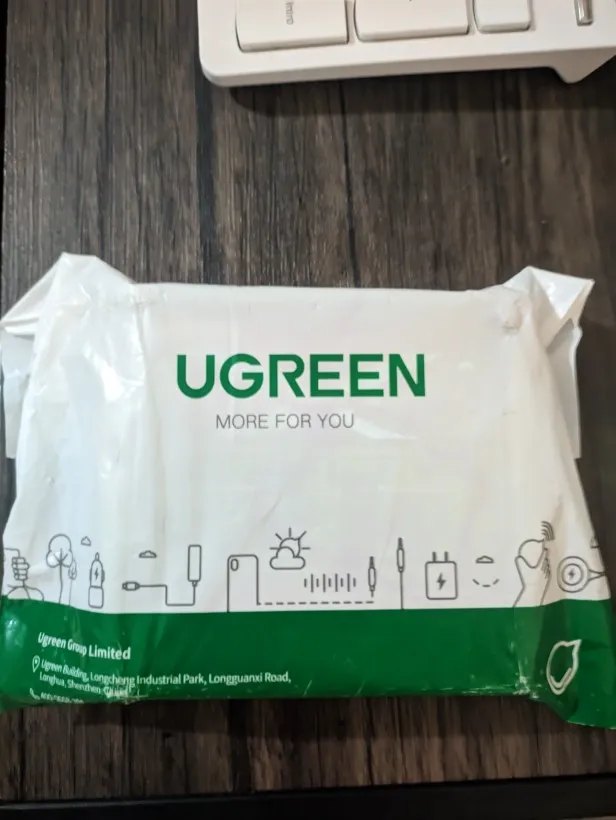 UGREEN
MORE FOR YOU
Ugreen Group Limited
Ugreen Building, Longcheng Industrial Park, Longguanxi Road,
Longhua, Shenzhen,